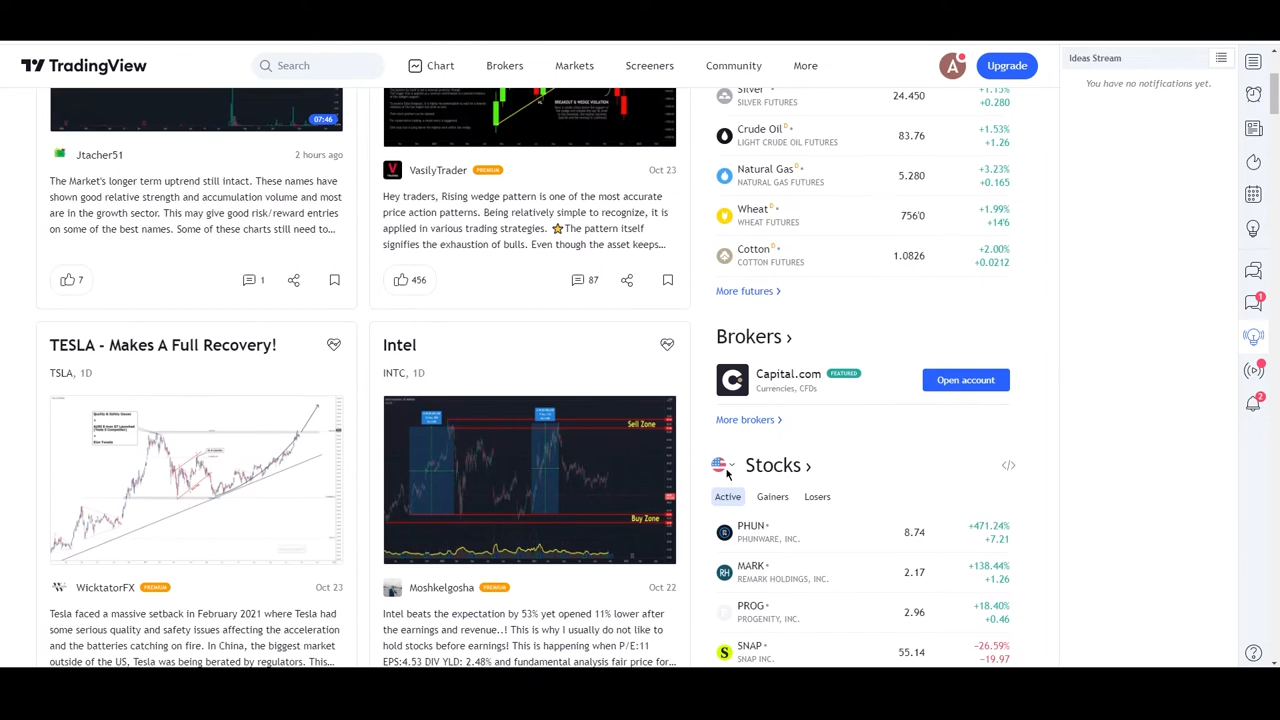 TradingView
Search
Chart
Brokers
Markets
Screeners
Community
More
A
Upgrade
Ideas Stream
You have no notifications yet.
07:46
Jtacher51
2 hours ago
The Market's longer term uptrend still intact. These names have
shown good relative strength and accumulation volume and most
are in the growth sector. This may give good risk/reward entries
on some of the best names. Some of these charts still need to…
7
1
BREAKOUT & WEDGE VIOLATION
VasilyTrader
PREMIUM
Oct 23
Hey traders, Rising wedge pattern is one of the most accurate
price action patterns. Being relatively simple to recognize, it is
applied in various trading strategies. ⭐The pattern itself
signifies the exhaustion of bulls. Even though the asset keeps…
456
87
TESLA - Makes A Full Recovery!
TSLA, 1D
WicktatorFX
PREMIUM
Oct 23
Tesla faced a massive setback in February 2021 where Tesla had
some serious quality and safety issues affecting the acceleration
and the batteries catching on fire. In China, the biggest market
outside of the US, Tesla was being berated by regulators. This…
Intel
INTC, 1D
Sell Zone
Buy Zone
Moshkelgosha
PREMIUM
Oct 22
Intel beats the expectation by 53% yet opened 11% lower after
the earnings and revenue..! This is why I usually do not like to
hold stocks before earnings! This is happening when P/E:11
EPS:4.53 DIV YLD: 2.48% and fundamental analysis fair price for…
SILVER FUTURES
24.450
+1.15%
+0.280
Crude Oil D
LIGHT CRUDE OIL FUTURES
83.76
+1.53%
+1.26
Natural Gas D
NATURAL GAS FUTURES
5.280
+3.23%
+0.165
Wheat D
WHEAT FUTURES
756'0
+1.99%
+14'6
Cotton D
COTTON FUTURES
1.0826
+2.00%
+0.0212
More futures >
Brokers >
Capital.com
FEATURED
Currencies, CFDs
Open account
More brokers >
Stocks >
Active
Gainers
Losers
PHUN
PHUNWARE, INC.
8.74
+471.24%
+7.21
RH
MARK
REMARK HOLDINGS, INC.
2.17
+138.44%
+1.26
PROG
PROGENITY, INC.
2.96
+18.40%
+0.46
S
SNAP
SNAP INC.
55.14
−26.59%
−19.97
1